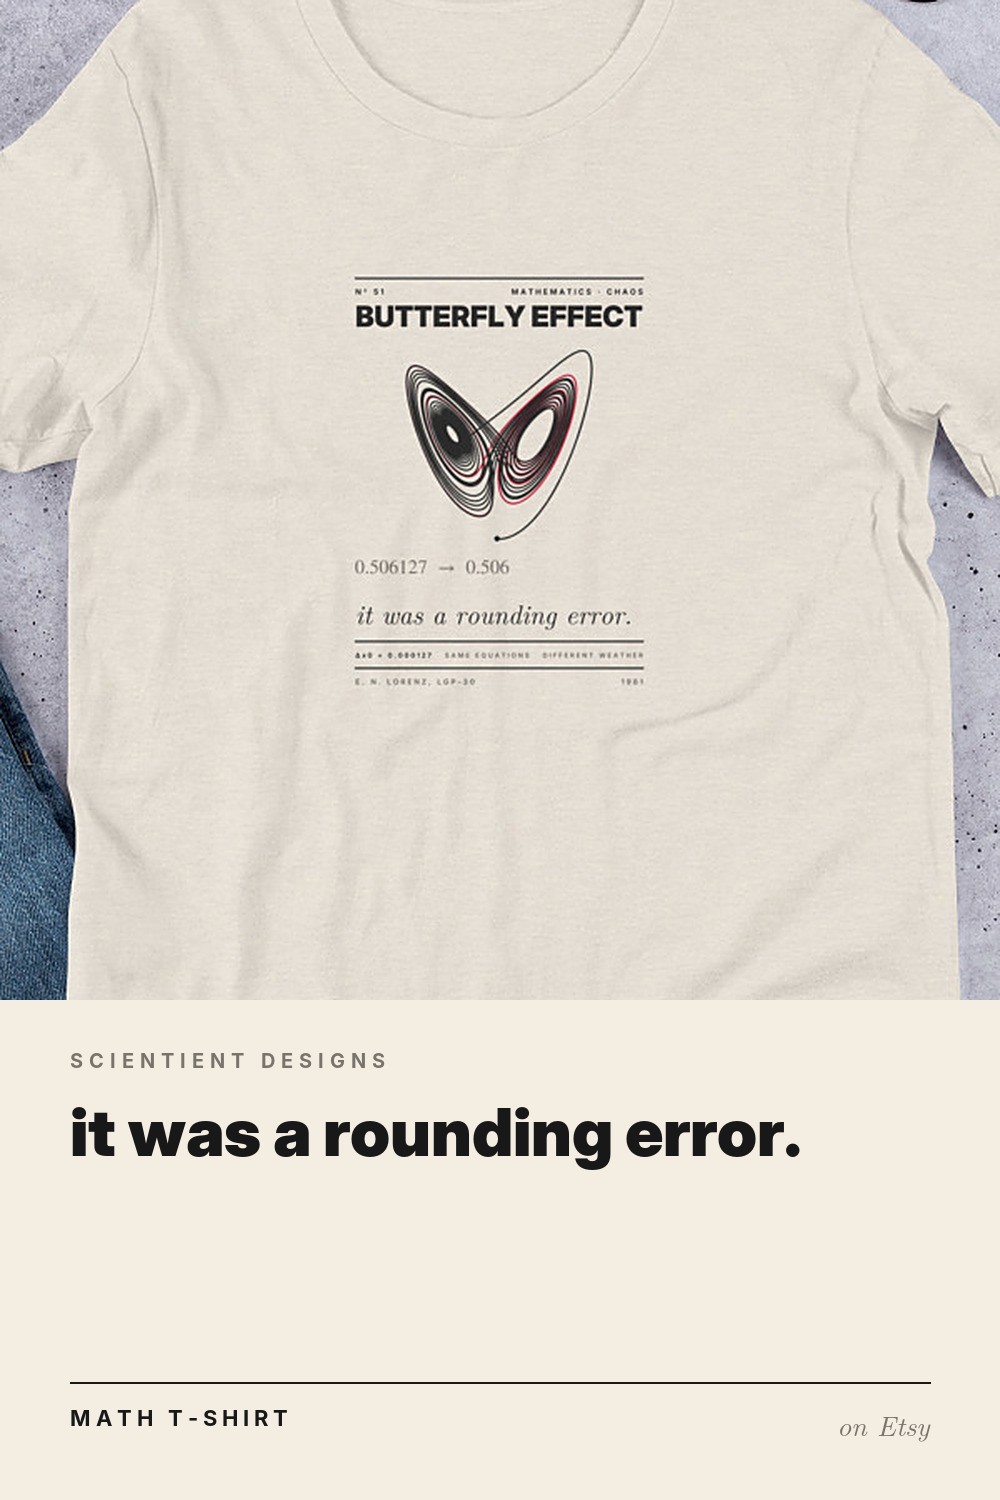 Nº 51 MATHEMATICS · CHAOS
BUTTERFLY EFFECT
0.506127 → 0.506
it was a rounding error.
Δx0 = 0.000127 SAME EQUATIONS DIFFERENT WEATHER
E. N. LORENZ, LGP-30 1961
SCIENTIENT DESIGNS
it was a rounding error.
MATH T-SHIRT on Etsy